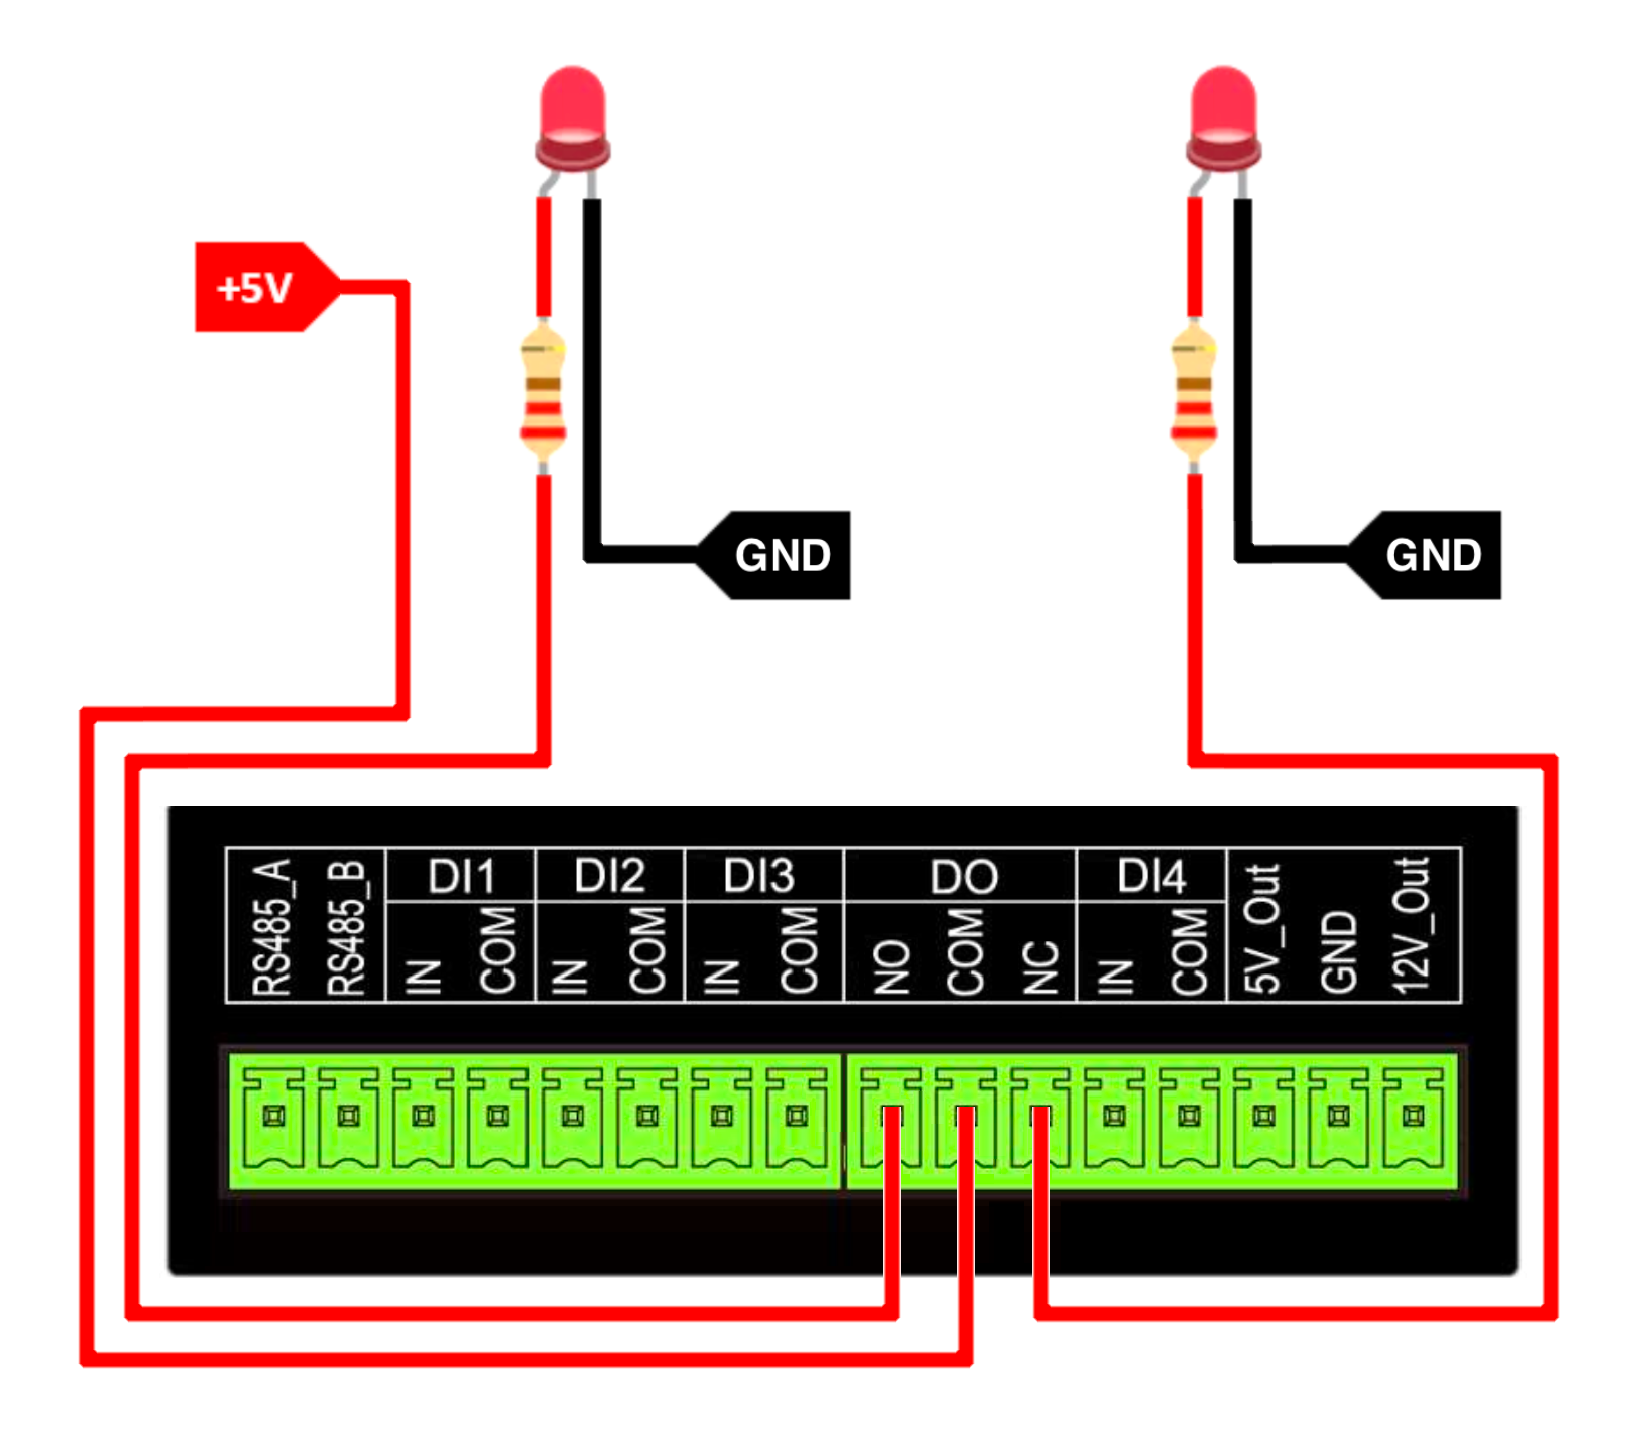 +5V
GND
GND
RS485_A
RS485_B
DI1
IN
COM
DI2
IN
COM
DI3
IN
COM
DO
NO
COM
NC
DI4
IN
COM
5V_Out
GND
12V_Out